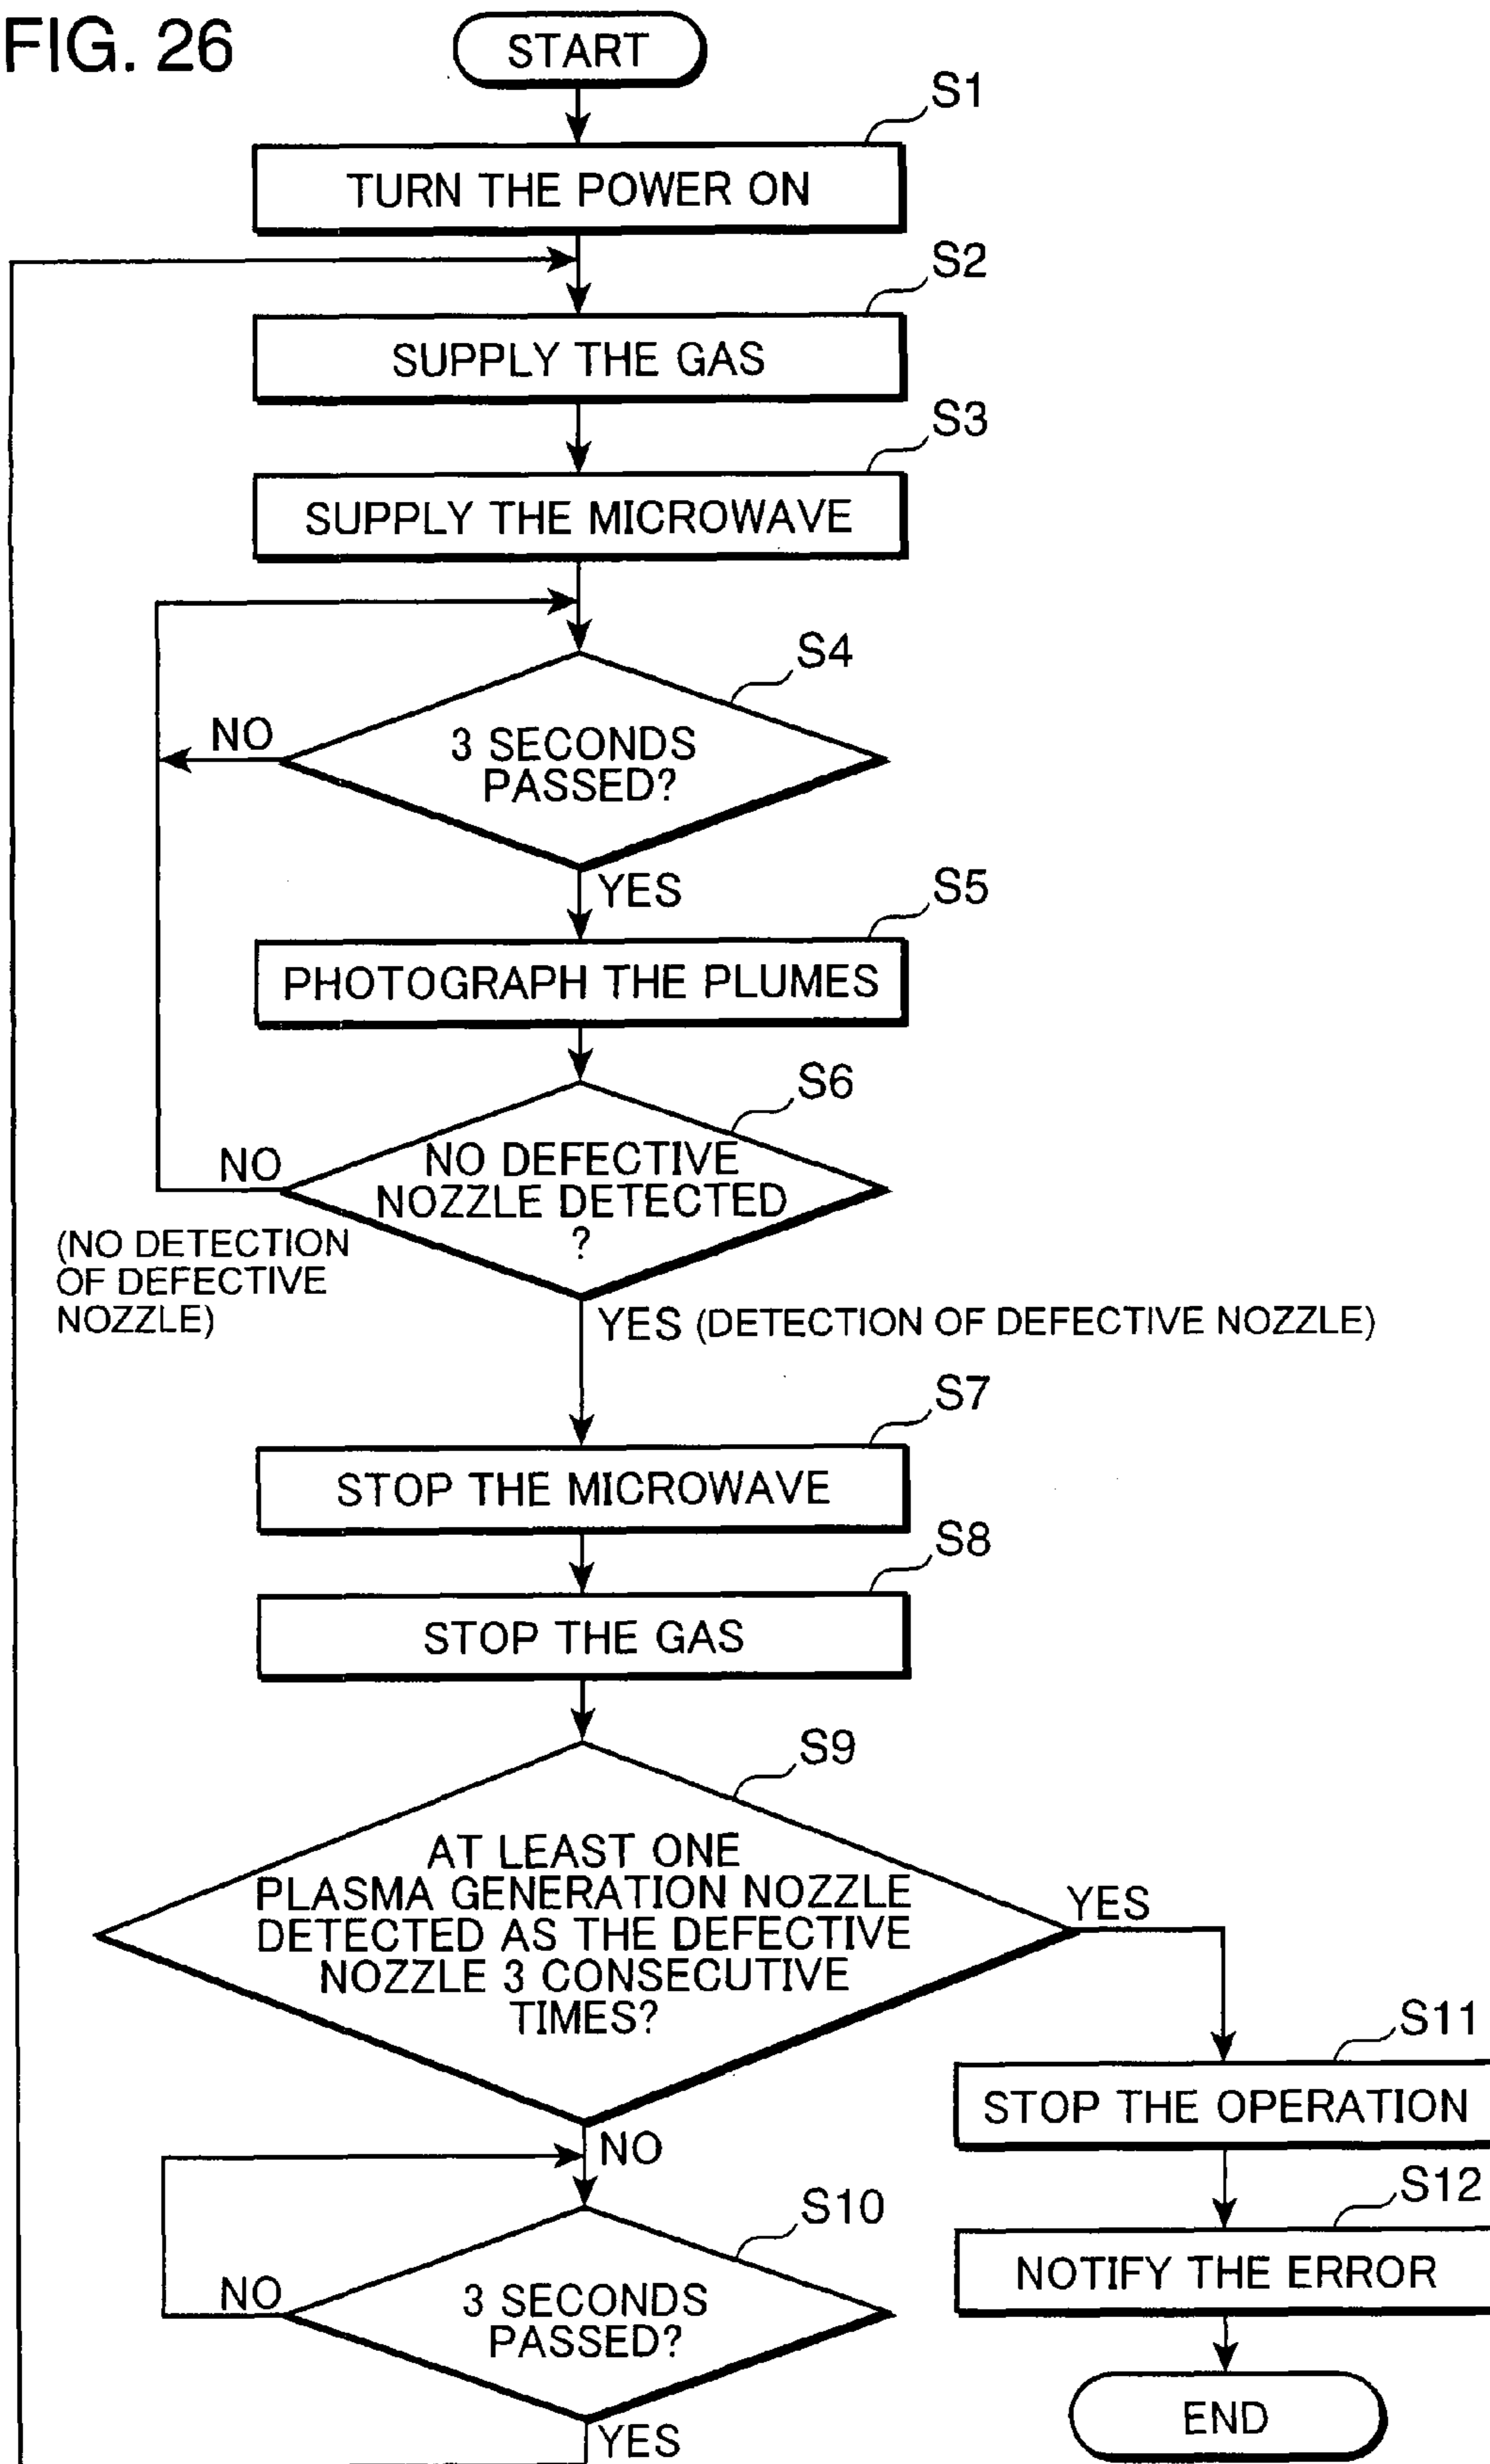 FIG. 26
START
S1
TURN THE POWER ON
S2
SUPPLY THE GAS
S3
SUPPLY THE MICROWAVE
S4
NO
3 SECONDS
PASSED?
YES
S5
PHOTOGRAPH THE PLUMES
S6
NO
NO DEFECTIVE
NOZZLE DETECTED
?
(NO DETECTION
OF DEFECTIVE
NOZZLE)
YES (DETECTION OF DEFECTIVE NOZZLE)
S7
STOP THE MICROWAVE
S8
STOP THE GAS
S9
AT LEAST ONE
PLASMA GENERATION NOZZLE
DETECTED AS THE DEFECTIVE
NOZZLE 3 CONSECUTIVE
TIMES?
YES
S11
STOP THE OPERATION
NO
S10
S12
NO
3 SECONDS
PASSED?
NOTIFY THE ERROR
YES
END